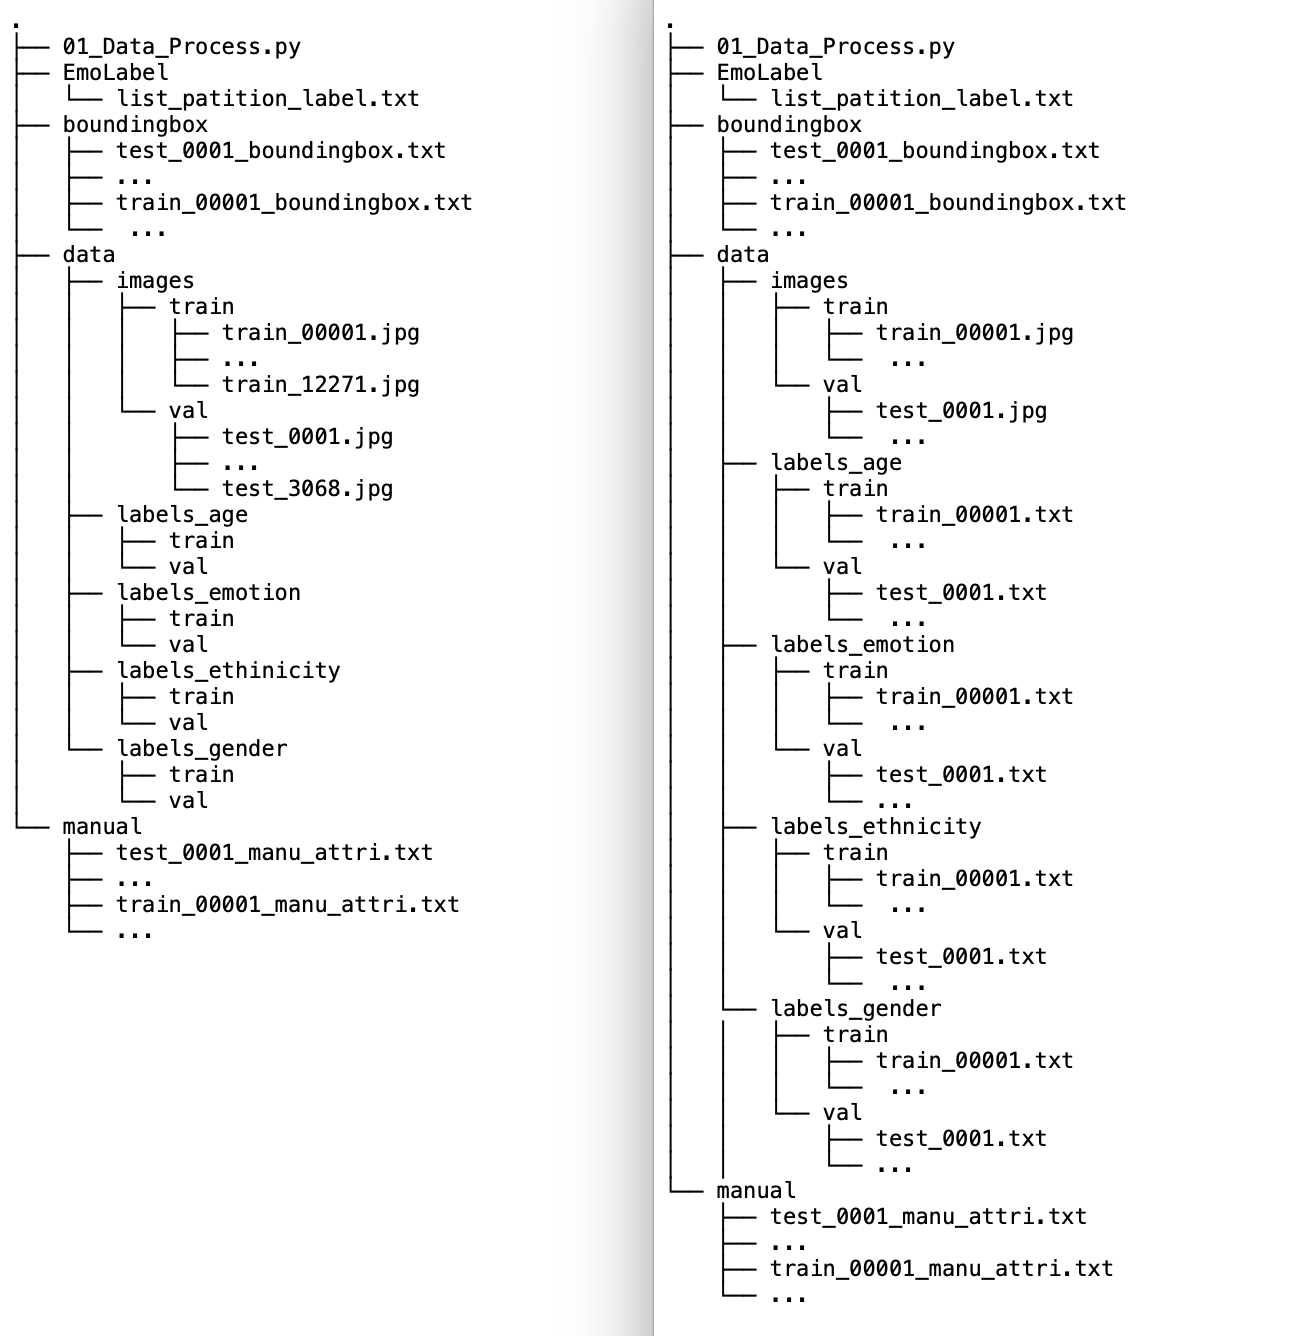 .
├── 01_Data_Process.py
├── EmoLabel
│   └── list_patition_label.txt
├── boundingbox
│   ├── test_0001_boundingbox.txt
│   ├── ...
│   ├── train_00001_boundingbox.txt
│   └──  ...
├── data
│   ├── images
│   │   ├── train
│   │   │   ├── train_00001.jpg
│   │   │   ├── ...
│   │   │   └── train_12271.jpg
│   │   └── val
│   │       ├── test_0001.jpg
│   │       ├── ...
│   │       └── test_3068.jpg
│   ├── labels_age
│   │   ├── train
│   │   └── val
│   ├── labels_emotion
│   │   ├── train
│   │   └── val
│   ├── labels_ethinicity
│   │   ├── train
│   │   └── val
│   └── labels_gender
│       ├── train
│       └── val
└── manual
    ├── test_0001_manu_attri.txt
    ├── ...
    ├── train_00001_manu_attri.txt
    └── ...
.
├── 01_Data_Process.py
├── EmoLabel
│   └── list_patition_label.txt
├── boundingbox
│   ├── test_0001_boundingbox.txt
│   ├── ...
│   ├── train_00001_boundingbox.txt
│   └── ...
├── data
│   ├── images
│   │   ├── train
│   │   │   ├── train_00001.jpg
│   │   │   └──  ...
│   │   └── val
│   │       ├── test_0001.jpg
│   │       └──  ...
│   ├── labels_age
│   │   ├── train
│   │   │   ├── train_00001.txt
│   │   │   └──  ...
│   │   └── val
│   │       ├── test_0001.txt
│   │       └──  ...
│   ├── labels_emotion
│   │   ├── train
│   │   │   ├── train_00001.txt
│   │   │   └──  ...
│   │   └── val
│   │       ├── test_0001.txt
│   │       └── ...
│   ├── labels_ethnicity
│   │   ├── train
│   │   │   ├── train_00001.txt
│   │   │   └──  ...
│   │   └── val
│   │       ├── test_0001.txt
│   │       └──  ...
│   └── labels_gender
│   │   ├── train
│   │   │   ├── train_00001.txt
│   │   │   └──  ...
│   │   └── val
│   │       ├── test_0001.txt
│   │       └── ...
└── manual
    ├── test_0001_manu_attri.txt
    ├── ...
    ├── train_00001_manu_attri.txt
    └── ...